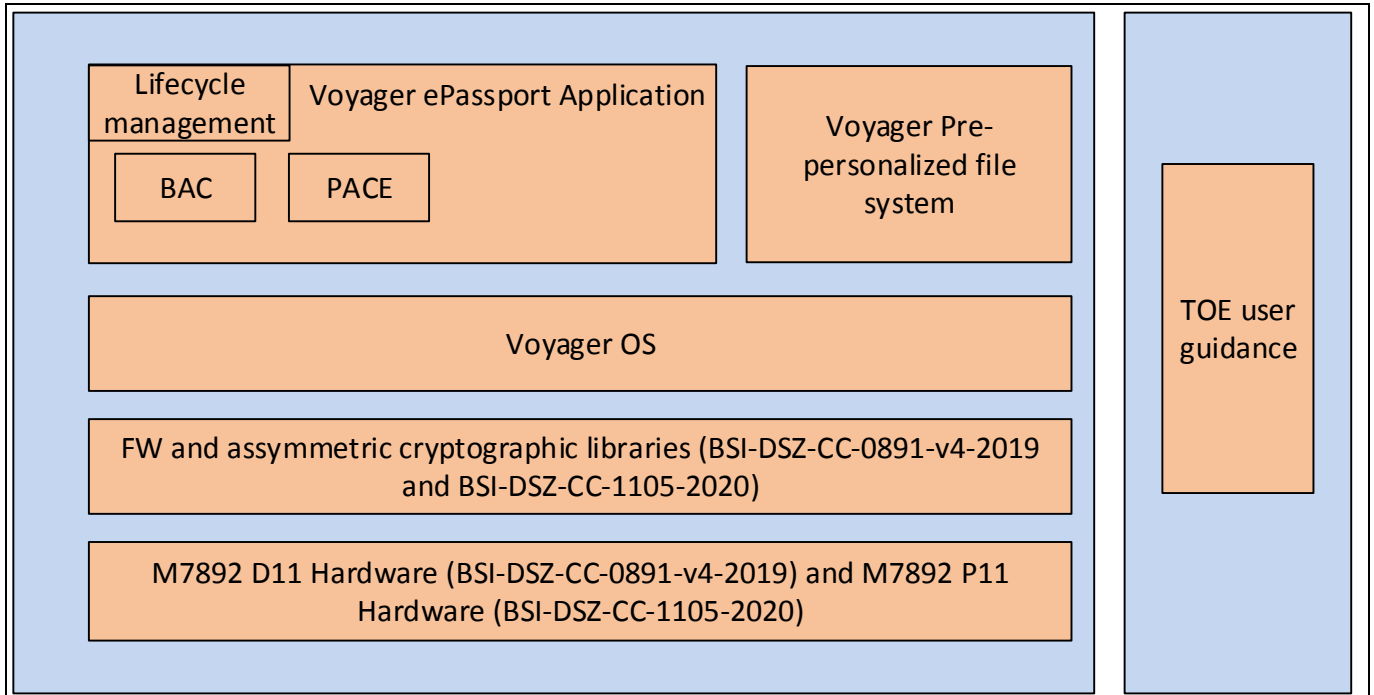 Lifecycle
management
Voyager ePassport Application
BAC
PACE
Voyager Pre-
personalized file
system
Voyager OS
FW and assymmetric cryptographic libraries (BSI-DSZ-CC-0891-v4-2019
and BSI-DSZ-CC-1105-2020)
M7892 D11 Hardware (BSI-DSZ-CC-0891-v4-2019) and M7892 P11
Hardware (BSI-DSZ-CC-1105-2020)
TOE user
guidance